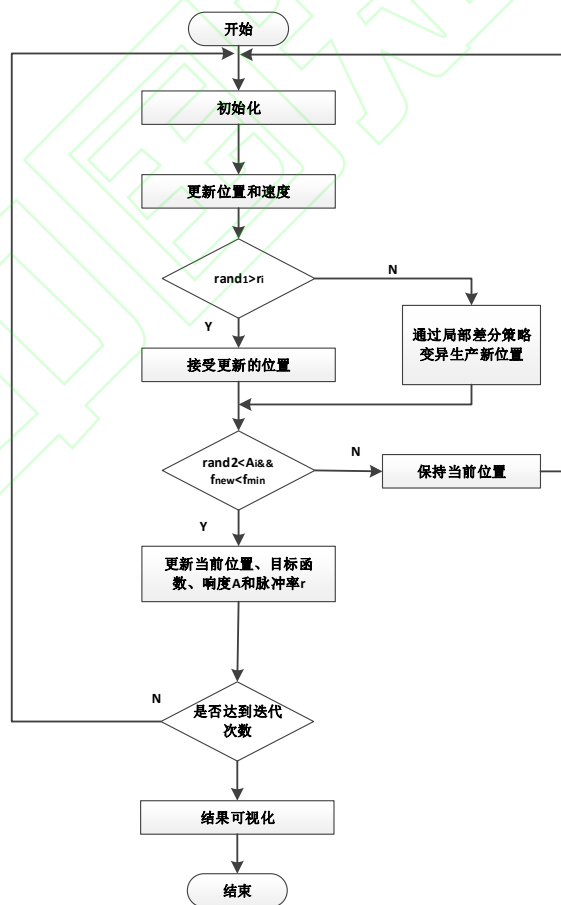 开始
初始化
更新位置和速度
rand1>ri
N
Y
通过局部差分策略
变异生产新位置
接受更新的位置
rand2<Ai&&
fnew<fmin
N
保持当前位置
Y
更新当前位置、目标函
数、响度A和脉冲率r
N
是否达到迭代
次数
结果可视化
结束